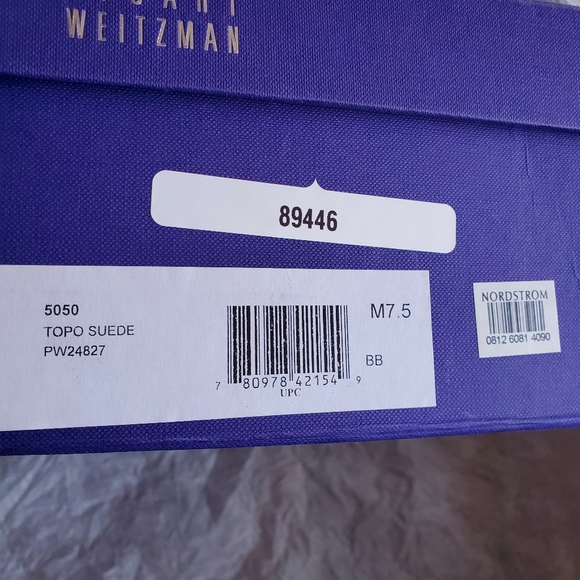 WEITZMAN
89446
5050
TOPO SUEDE
PW24827
7 80978 42154 9
UPC
M7.5
BB
NORDSTROM
0812 6081 4090